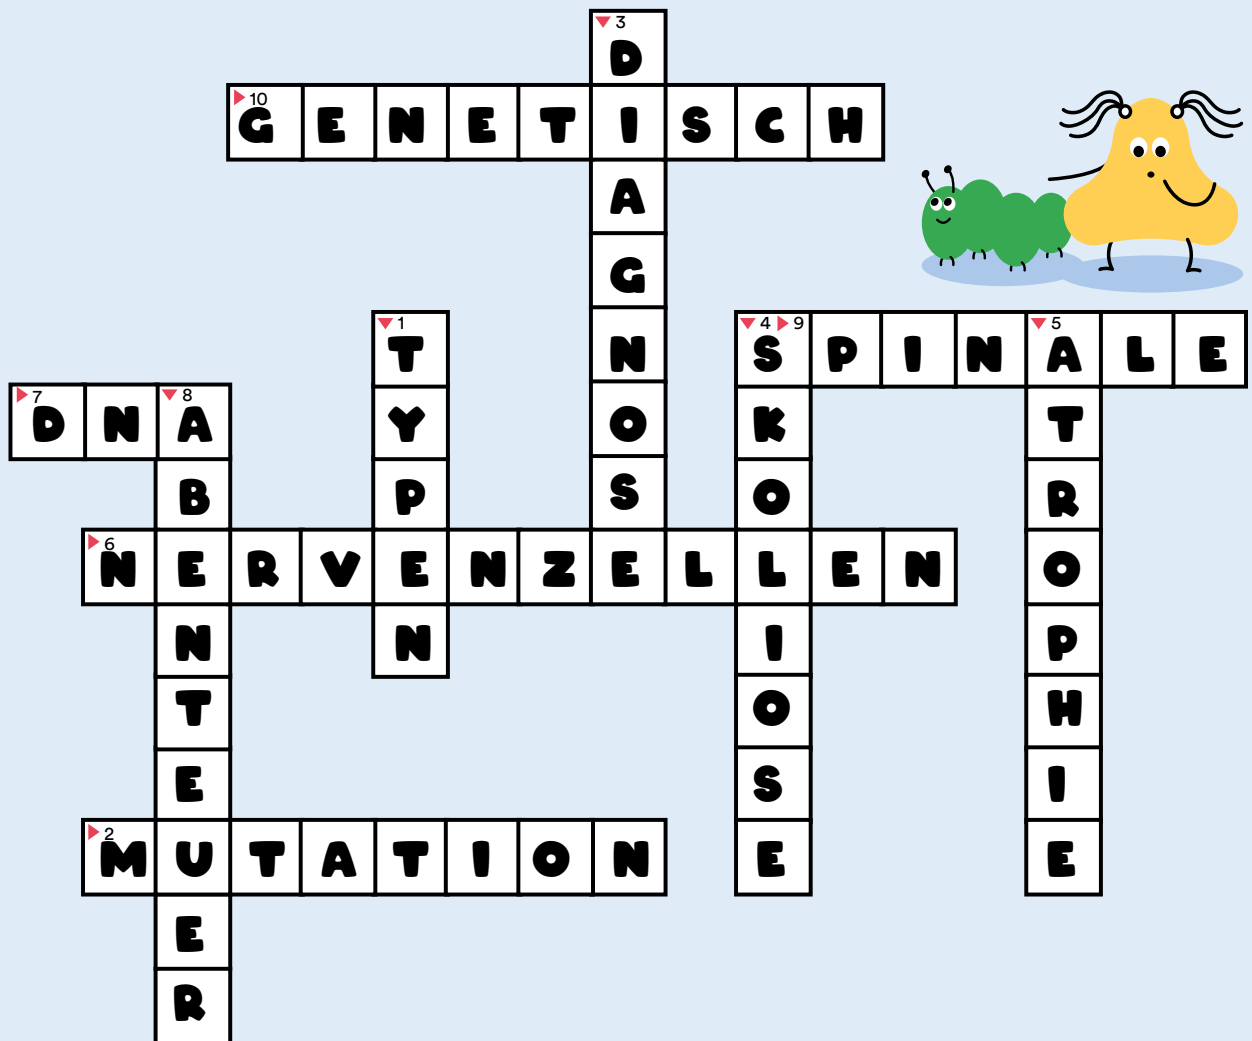 3 DIAGNOSE
10 GENETISCH
1 TYPEN
4 SKOLIOSE
9 SPINALE
5 ATROPHIE
7 DNA
8 ABENTEUER
6 NERVENZELLEN
2 MUTATION